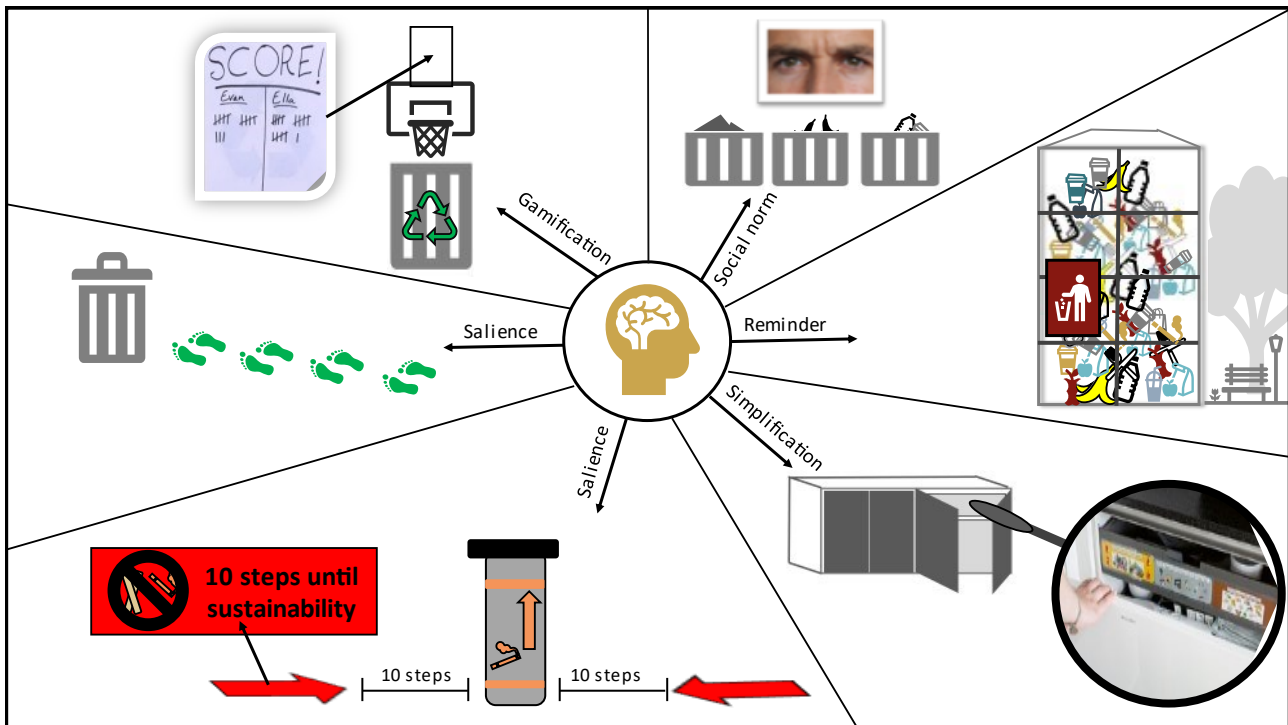 SCORE!
Evan
Ella
Gamification
Social norm
Salience
Reminder
Simplification
Salience
10 steps until
sustainability
10 steps
10 steps